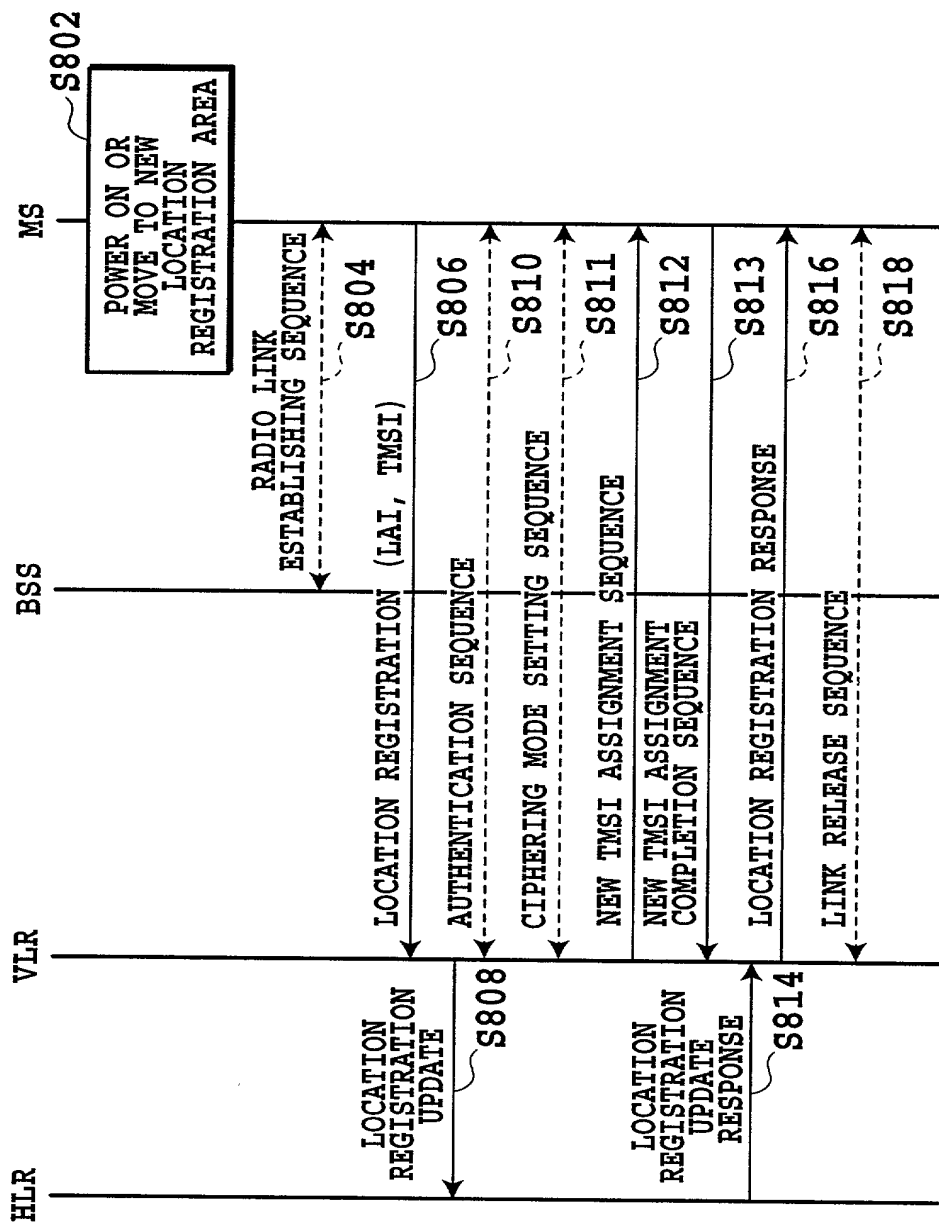 HLR
VLR
BSS
MS
POWER ON OR
MOVE TO NEW
LOCATION
REGISTRATION AREA
S802
RADIO LINK
ESTABLISHING SEQUENCE
S804
LOCATION REGISTRATION (LAI, TMSI)
S806
LOCATION
REGISTRATION
UPDATE
S808
AUTHENTICATION SEQUENCE
S810
CIPHERING MODE SETTING SEQUENCE
S811
NEW TMSI ASSIGNMENT SEQUENCE
S812
NEW TMSI ASSIGNMENT
COMPLETION SEQUENCE
S813
LOCATION
REGISTRATION
UPDATE
RESPONSE
S814
LOCATION REGISTRATION RESPONSE
S816
LINK RELEASE SEQUENCE
S818